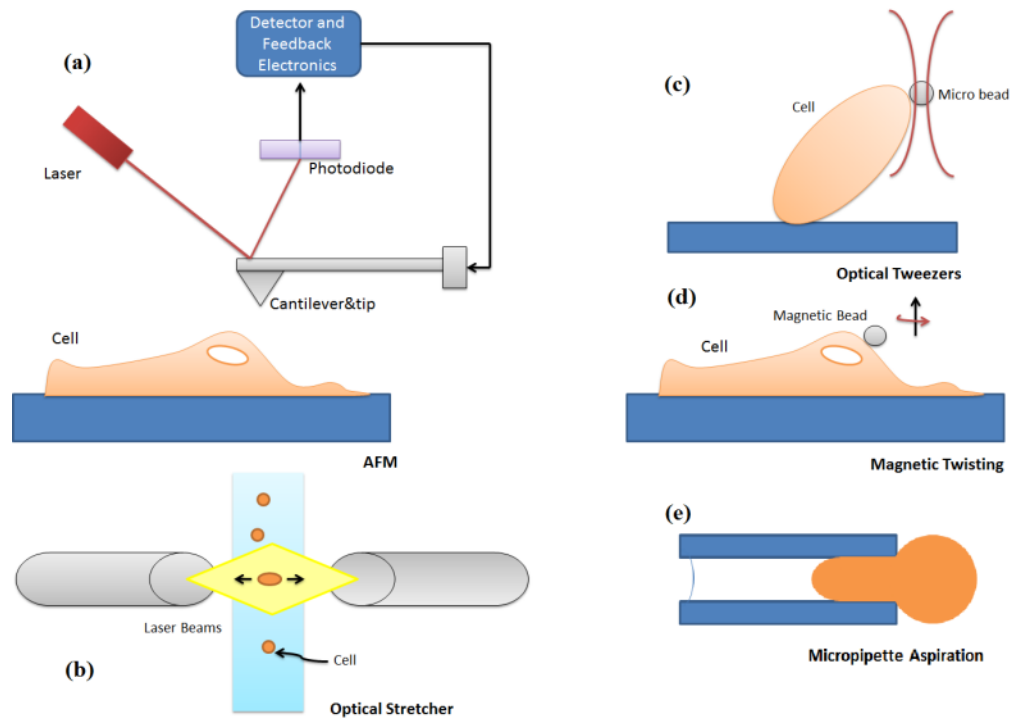 (a)
Detector and
Feedback
Electronics
Laser
Photodiode
Cantilever&tip
Cell
AFM
Laser Beams
Cell
(b)
Optical Stretcher
(c)
Cell
Micro bead
Optical Tweezers
(d)
Magnetic Bead
Cell
Magnetic Twisting
(e)
Micropipette Aspiration